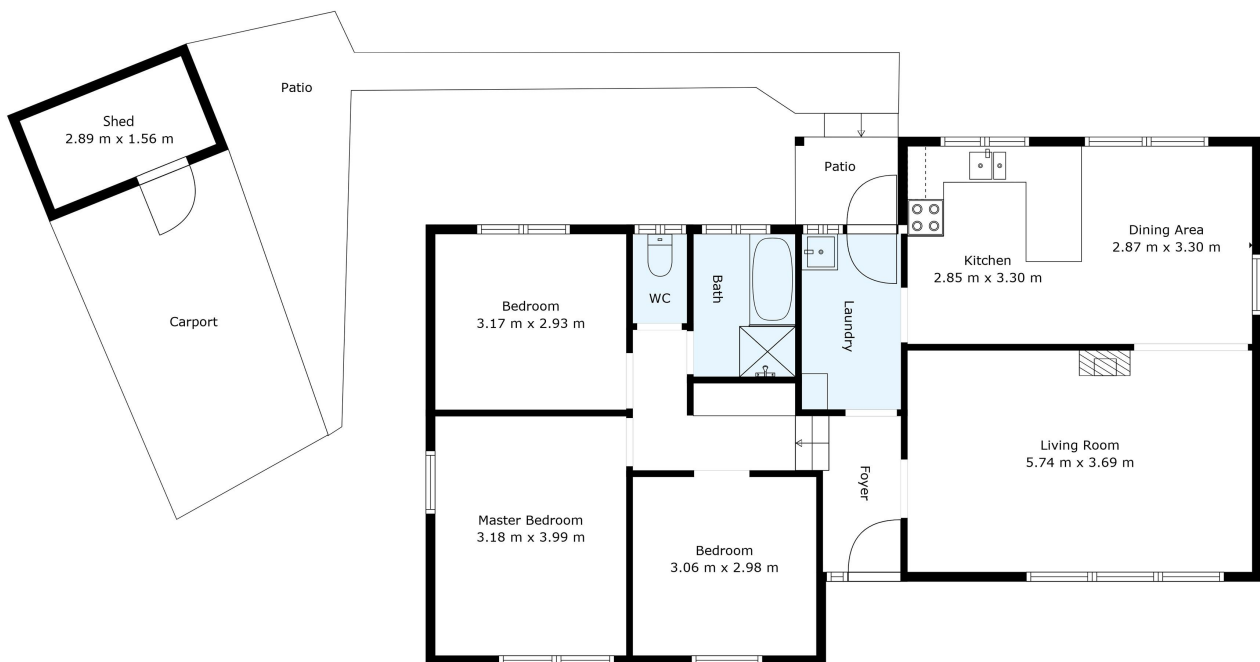 Patio
Shed
2.89 m x 1.56 m
Carport
Patio
Dining Area
2.87 m x 3.30 m
Kitchen
2.85 m x 3.30 m
Bedroom
3.17 m x 2.93 m
WC
Bath
Laundry
Living Room
5.74 m x 3.69 m
Foyer
Master Bedroom
3.18 m x 3.99 m
Bedroom
3.06 m x 2.98 m